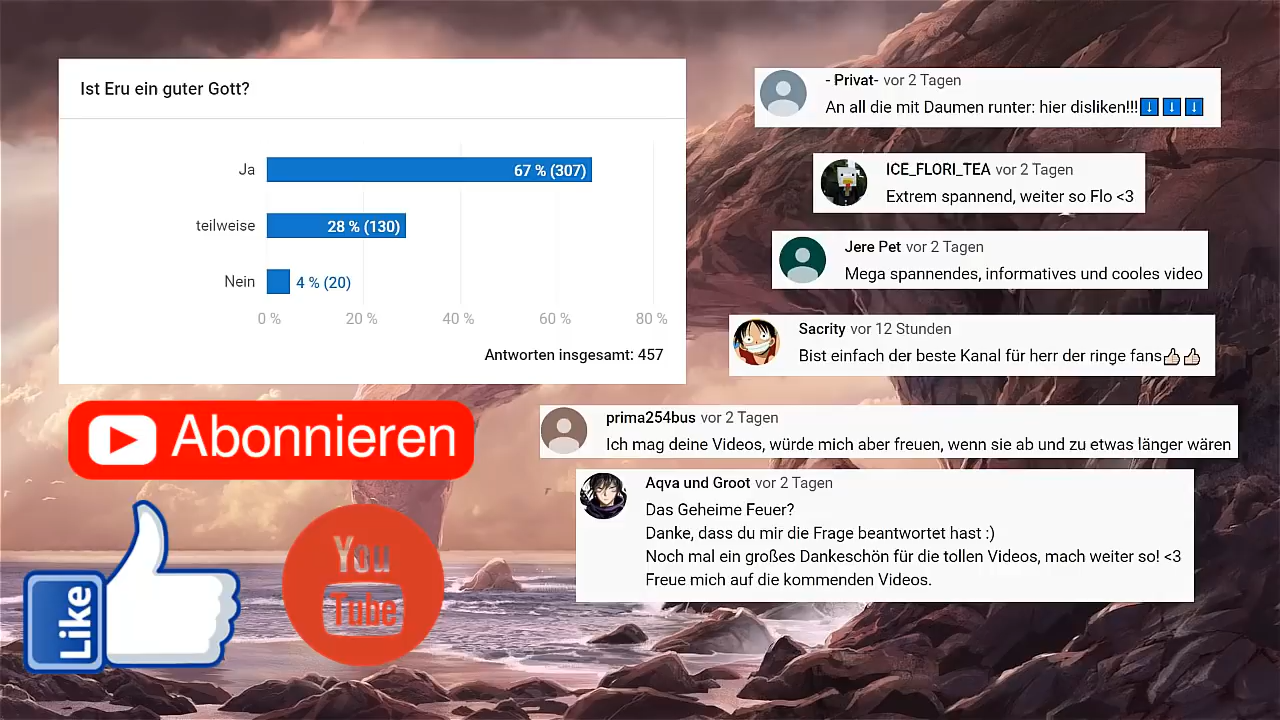 Ist Eru ein guter Gott?
Ja 67 % (307)
teilweise 28 % (130)
Nein 4 % (20)
0 % 20 % 40 % 60 % 80 %
Antworten insgesamt: 457
Abonnieren
Like
You
Tube
- Privat- vor 2 Tagen
An all die mit Daumen runter: hier disliken!!!⬇️⬇️⬇️
ICE_FLORI_TEA vor 2 Tagen
Extrem spannend, weiter so Flo <3
Jere Pet vor 2 Tagen
Mega spannendes, informatives und cooles video
Sacrity vor 12 Stunden
Bist einfach der beste Kanal für herr der ringe fans👍🏻👍🏻
prima254bus vor 2 Tagen
Ich mag deine Videos, würde mich aber freuen, wenn sie ab und zu etwas länger wären
Aqva und Groot vor 2 Tagen
Das Geheime Feuer?
Danke, dass du mir die Frage beantwortet hast :)
Noch mal ein großes Dankeschön für die tollen Videos, mach weiter so! <3
Freue mich auf die kommenden Videos.